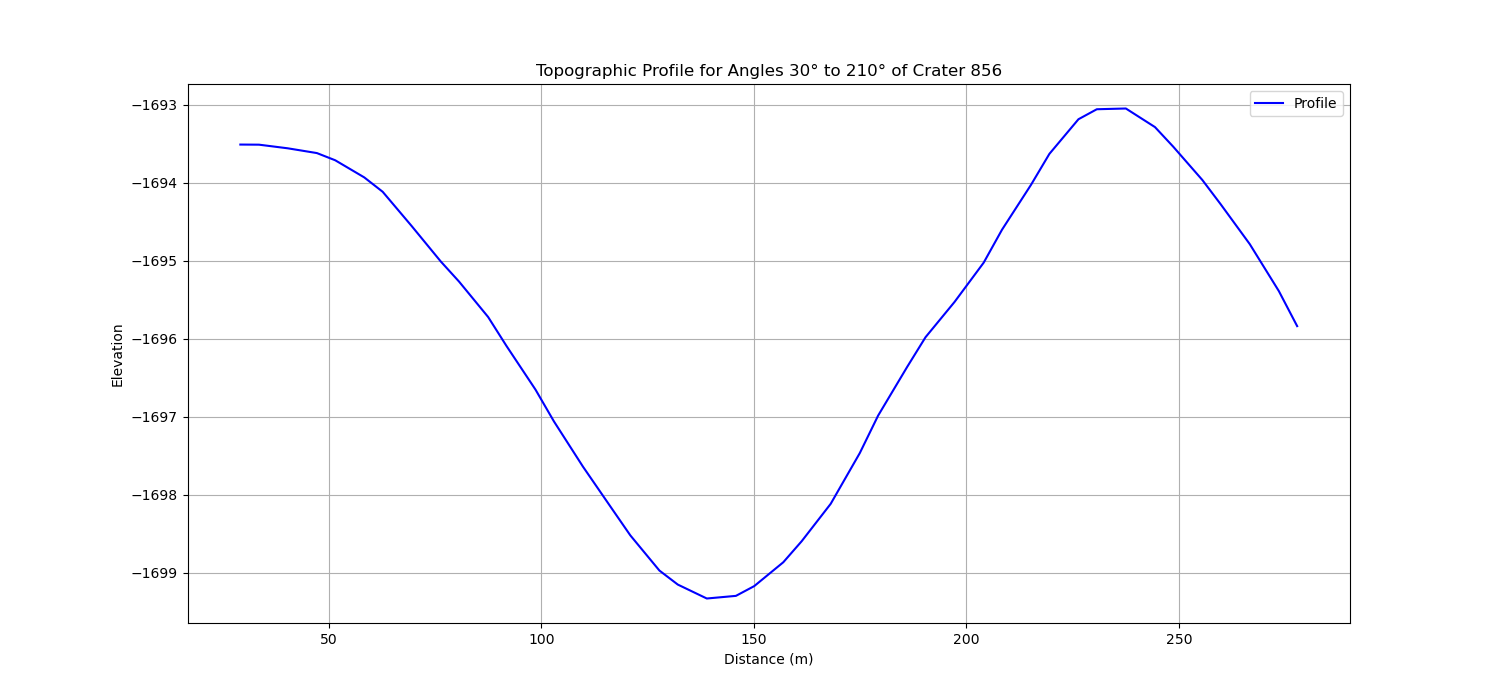 Topographic Profile for Angles 30° to 210° of Crater 856
Profile
−1693
−1694
−1695
−1696
−1697
−1698
−1699
Elevation
50 100 150 200 250
Distance (m)